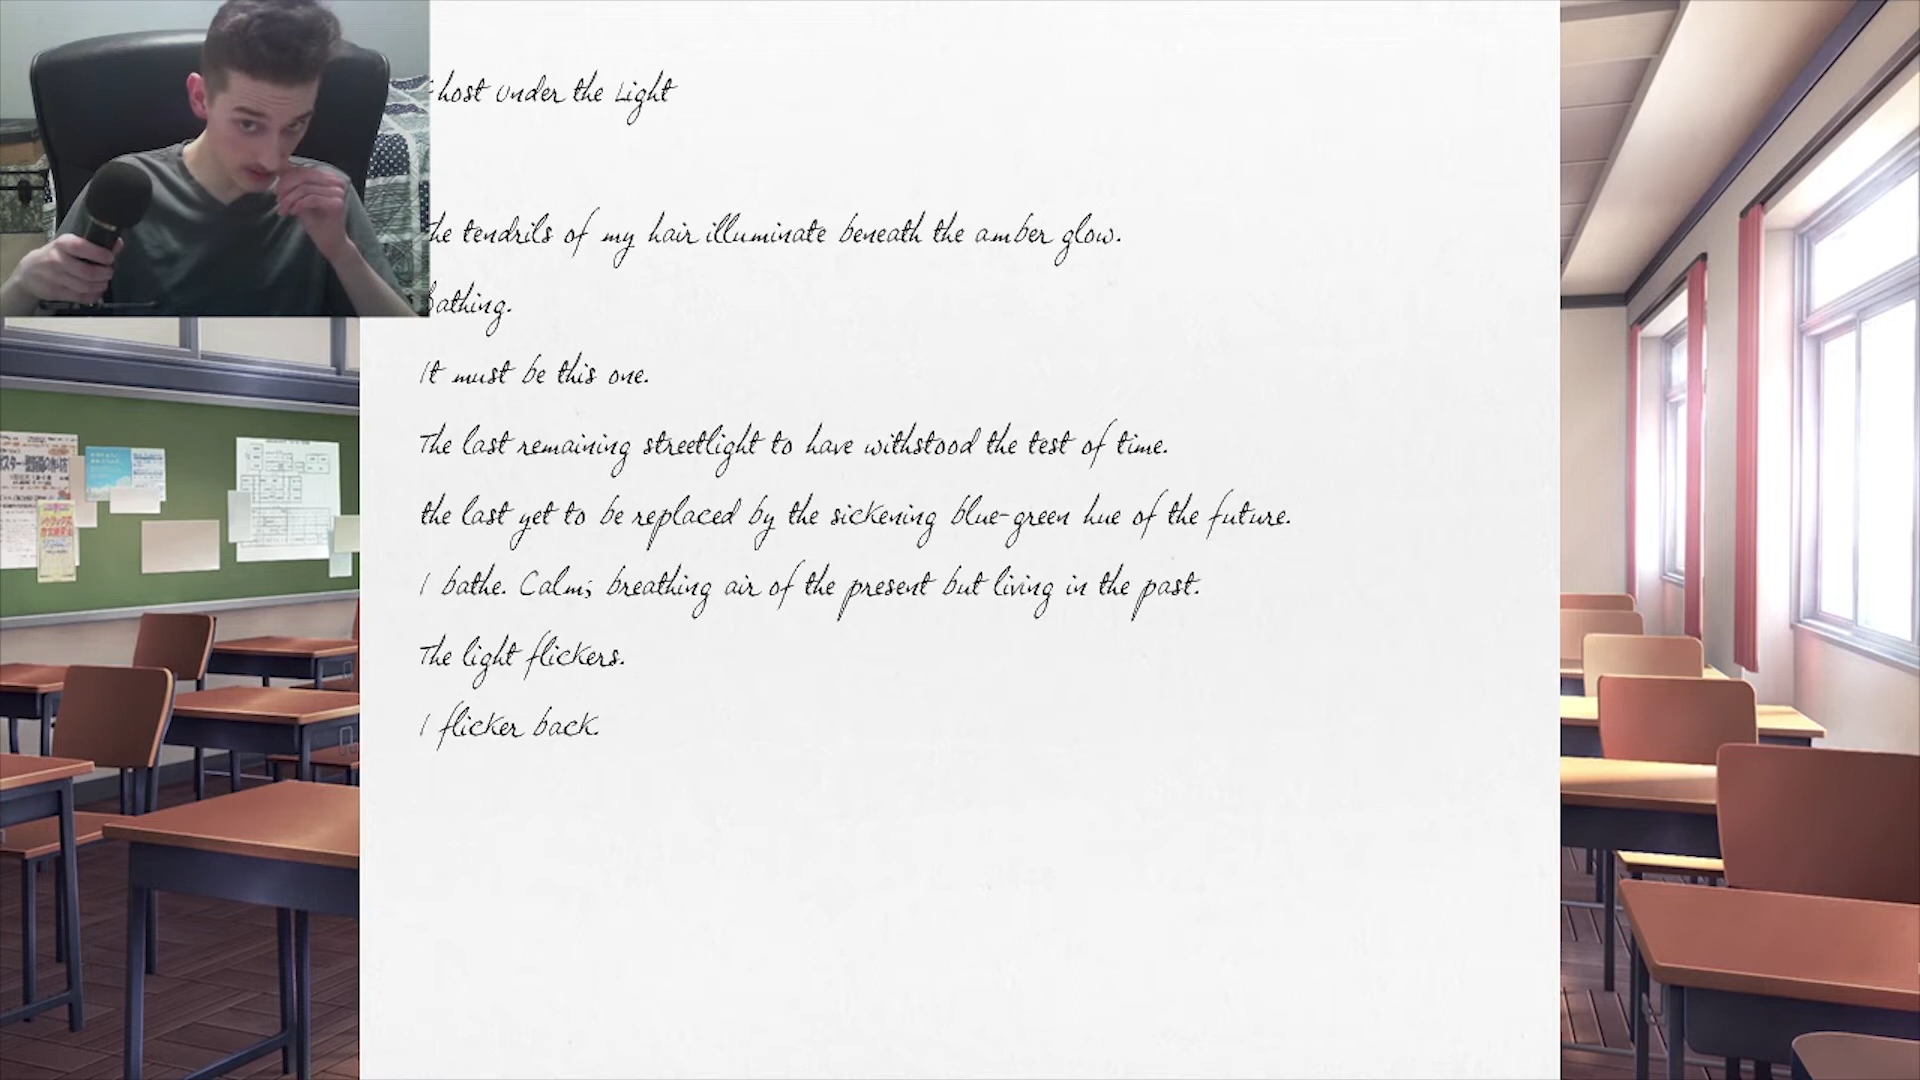 host under the Light
he tendrils of my hair illuminate beneath the amber glow.
Bathing.
It must be this one.
The last remaining streetlight to have withstood the test of time.
the last yet to be replaced by the sickening blue-green hue of the future.
I bathe. Calm; breathing air of the present but living in the past.
The light flickers.
I flicker back.